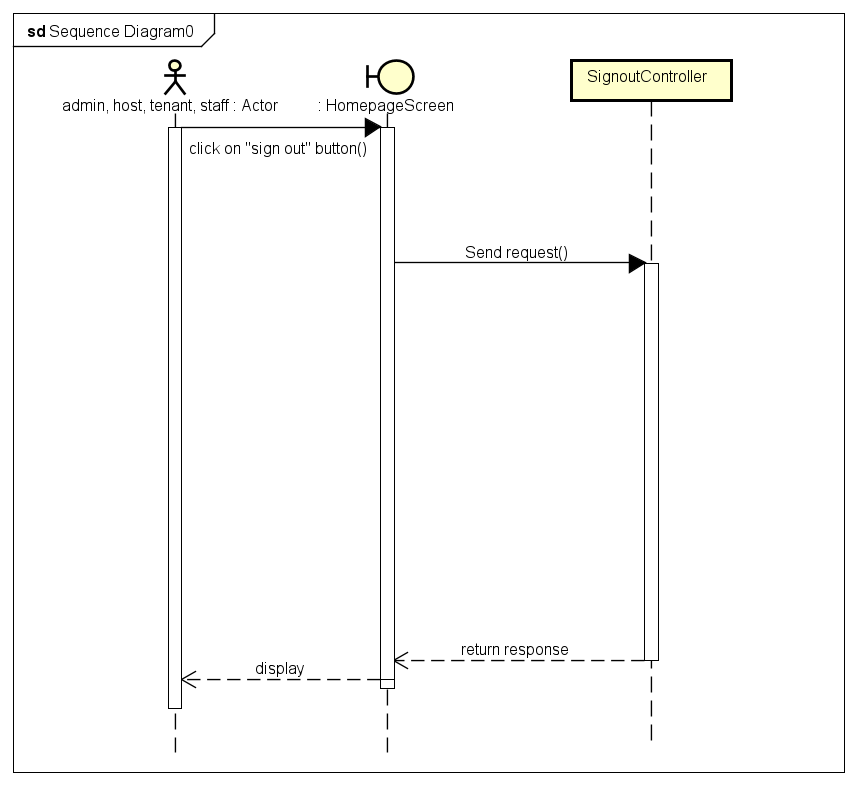 sd Sequence Diagram0
admin, host, tenant, staff : Actor
: HomepageScreen
SignoutController
click on "sign out" button()
Send request()
return response
display